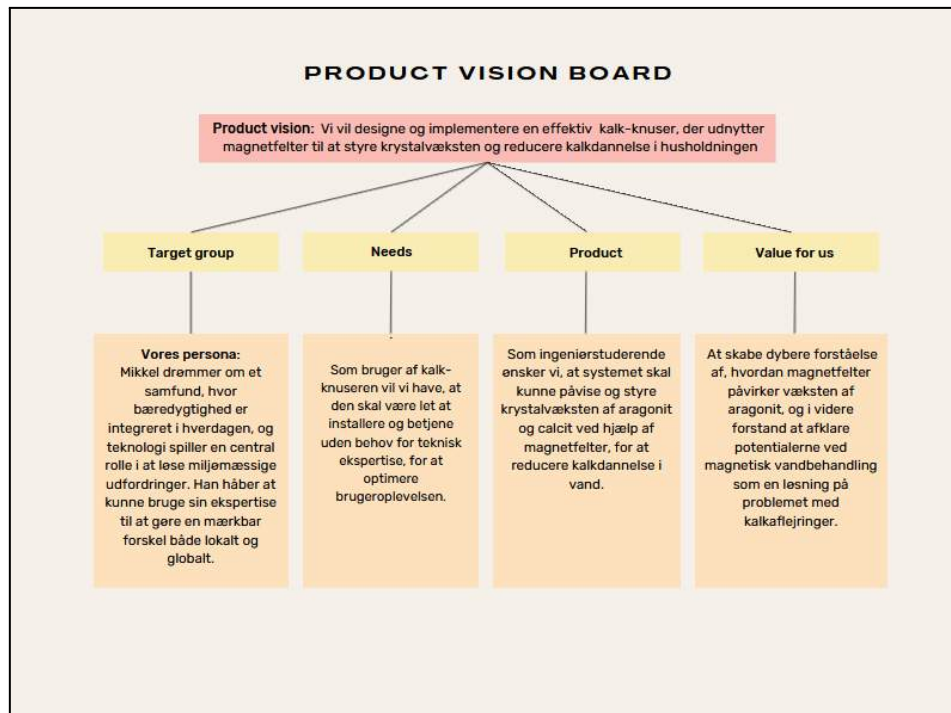 PRODUCT VISION BOARD
Product vision: Vi vil designe og implementere en effektiv kalk-knuser, der udnytter
magnetfelter til at styre krystalvæksten og reducere kalkdannelse i husholdningen
Target group
Needs
Product
Value for us
Vores persona:
Mikkel drømmer om et
samfund, hvor
bæredygtighed er
integreret i hverdagen, og
teknologi spiller en central
rolle i at løse miljømæssige
udfordringer. Han håber at
kunne bruge sin ekspertise
til at gøre en mærkbar
forskel både lokalt og
globalt.
Som bruger af kalk-
knuseren vil vi have, at
den skal være let at
installere og betjene
uden behov for teknisk
ekspertise, for at
optimere
brugeroplevelsen.
Som ingeniørstuderende
ønsker vi, at systemet skal
kunne påvise og styre
krystalvæksten af aragonit
og calcit ved hjælp af
magnetfelter, for at
reducere kalkdannelse i
vand.
At skabe dybere forståelse
af, hvordan magnetfelter
påvirker væksten af
aragonit, og i videre
forstand at afklare
potentialerne ved
magnetisk vandbehandling
som en løsning på
problemet med
kalkaflejringer.